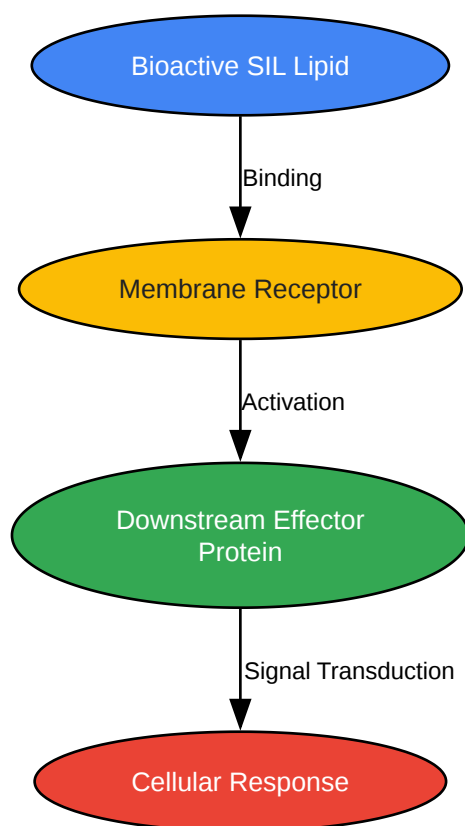 Bioactive SIL Lipid
Binding
Membrane Receptor
Activation
Downstream Effector
Protein
Signal Transduction
Cellular Response